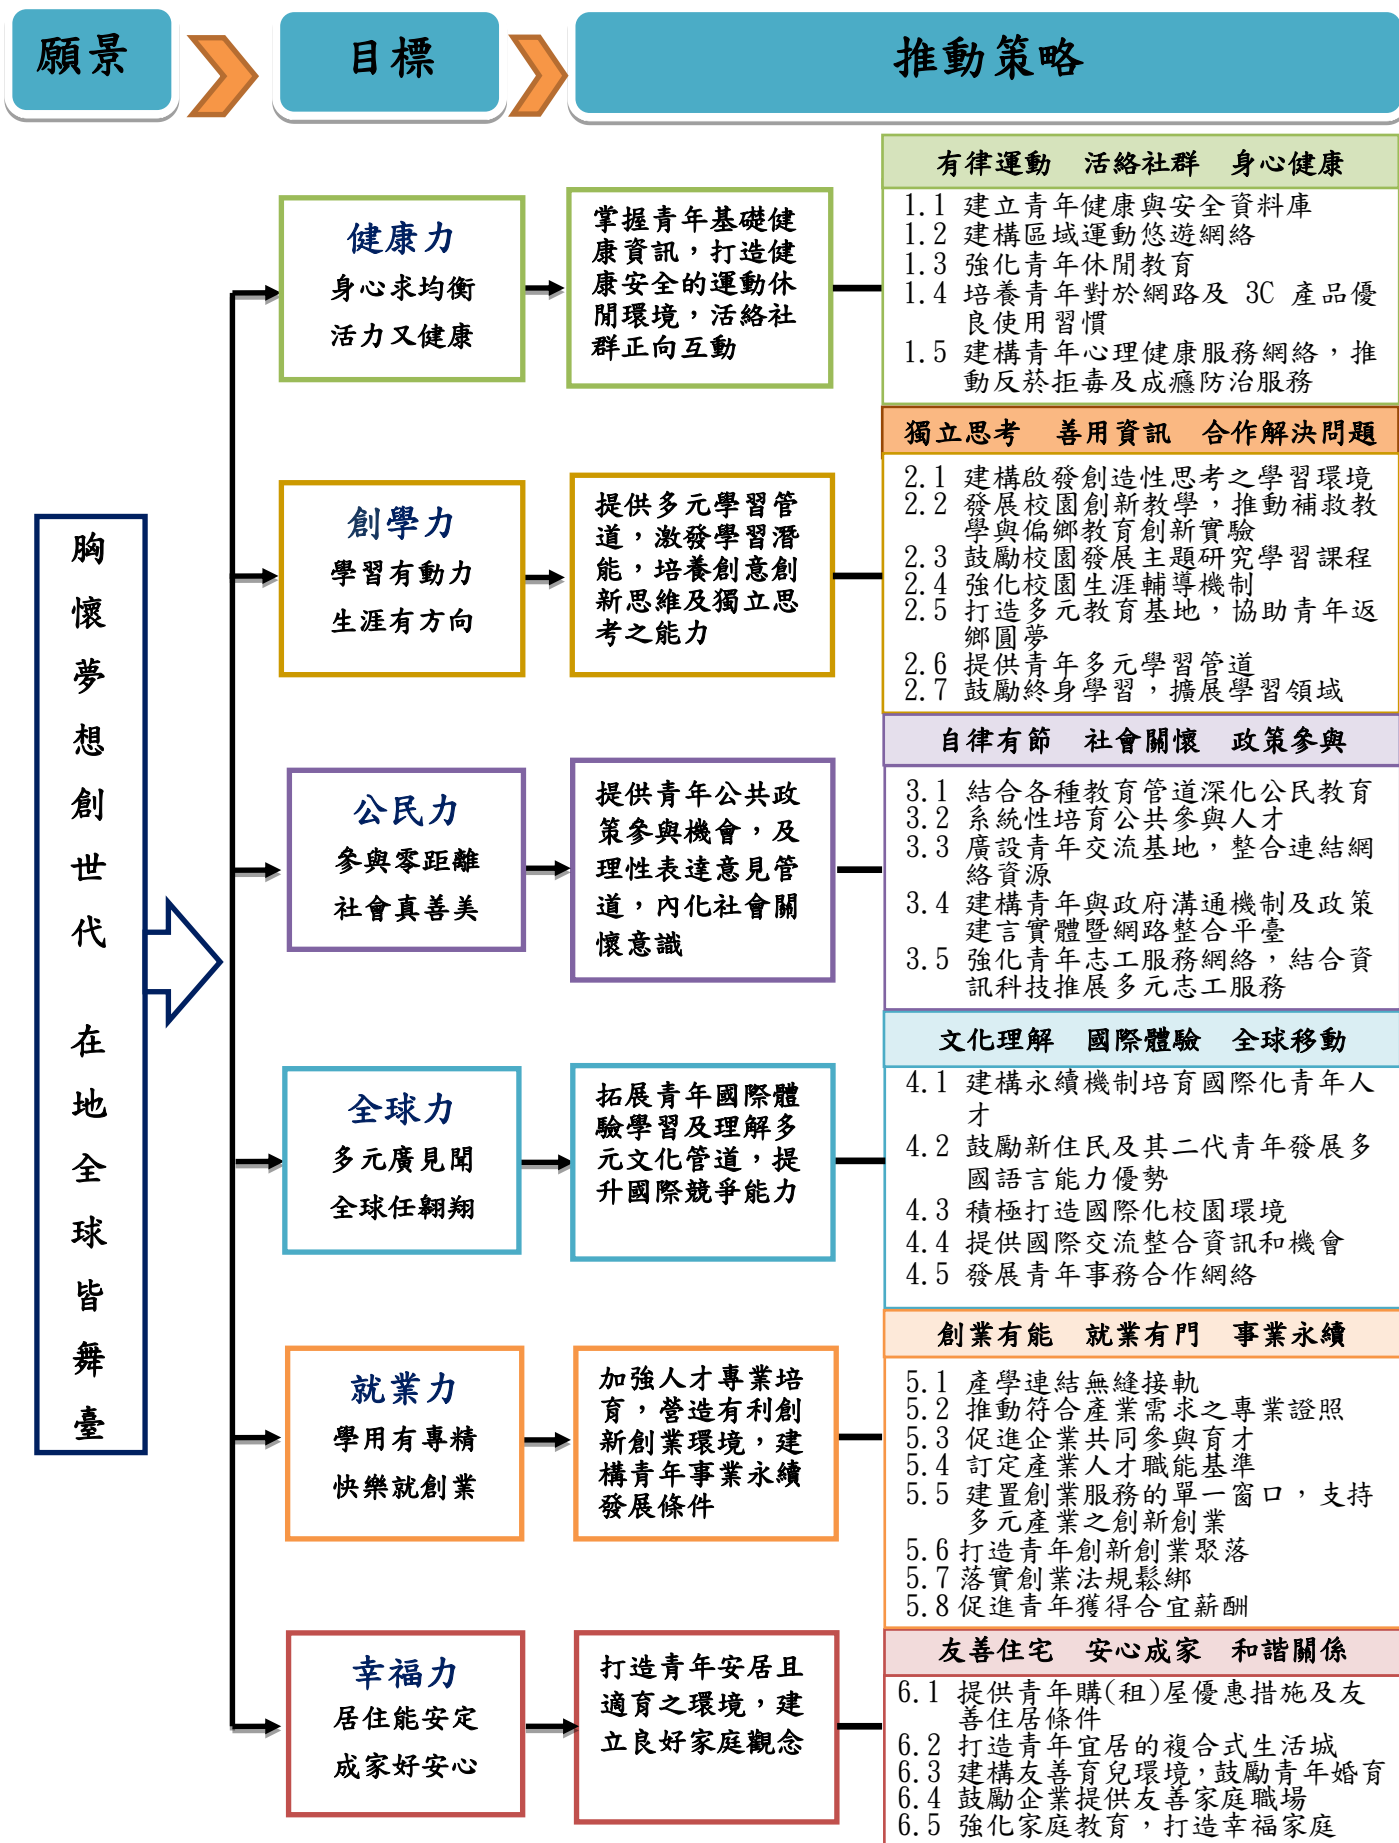 願景
目標
推動策略
胸懷夢想創世代 在地全球皆舞臺
健康力
身心求均衡
活力又健康
掌握青年基礎健
康資訊，打造健
康安全的運動休
閒環境，活絡社
群正向互動
有律運動 活絡社群 身心健康
1.1 建立青年健康與安全資料庫
1.2 建構區域運動悠遊網絡
1.3 強化青年休閒教育
1.4 培養青年對於網路及 3C 產品優
良使用習慣
1.5 建構青年心理健康服務網絡，推
動反菸拒毒及成癮防治服務
創學力
學習有動力
生涯有方向
提供多元學習管
道，激發學習潛
能，培養創意創
新思維及獨立思
考之能力
獨立思考 善用資訊 合作解決問題
2.1 建構啟發創造性思考之學習環境
2.2 發展校園創新教學，推動補救教
學與偏鄉教育創新實驗
2.3 鼓勵校園發展主題研究學習課程
2.4 強化校園生涯輔導機制
2.5 打造多元教育基地，協助青年返
鄉圓夢
2.6 提供青年多元學習管道
2.7 鼓勵終身學習，擴展學習領域
公民力
參與零距離
社會真善美
提供青年公共政
策參與機會，及
理性表達意見管
道，內化社會關
懷意識
自律有節 社會關懷 政策參與
3.1 結合各種教育管道深化公民教育
3.2 系統性培育公共參與人才
3.3 廣設青年交流基地，整合連結網
絡資源
3.4 建構青年與政府溝通機制及政策
建言實體暨網路整合平臺
3.5 強化青年志工服務網絡，結合資
訊科技推展多元志工服務
全球力
多元廣見聞
全球任翱翔
拓展青年國際體
驗學習及理解多
元文化管道，提
升國際競爭能力
文化理解 國際體驗 全球移動
4.1 建構永續機制培育國際化青年人
才
4.2 鼓勵新住民及其二代青年發展多
國語言能力優勢
4.3 積極打造國際化校園環境
4.4 提供國際交流整合資訊和機會
4.5 發展青年事務合作網絡
就業力
學用有專精
快樂就創業
加強人才專業培
育，營造有利創
新創業環境，建
構青年事業永續
發展條件
創業有能 就業有門 事業永續
5.1 產學連結無縫接軌
5.2 推動符合產業需求之專業證照
5.3 促進企業共同參與育才
5.4 訂定產業人才職能基準
5.5 建置創業服務的單一窗口，支持
多元產業之創新創業
5.6 打造青年創新創業聚落
5.7 落實創業法規鬆綁
5.8 促進青年獲得合宜薪酬
幸福力
居住能安定
成家好安心
打造青年安居且
適育之環境，建
立良好家庭觀念
友善住宅 安心成家 和諧關係
6.1 提供青年購(租)屋優惠措施及友
善住居條件
6.2 打造青年宜居的複合式生活城
6.3 建構友善育兒環境，鼓勵青年婚育
6.4 鼓勵企業提供友善家庭職場
6.5 強化家庭教育，打造幸福家庭